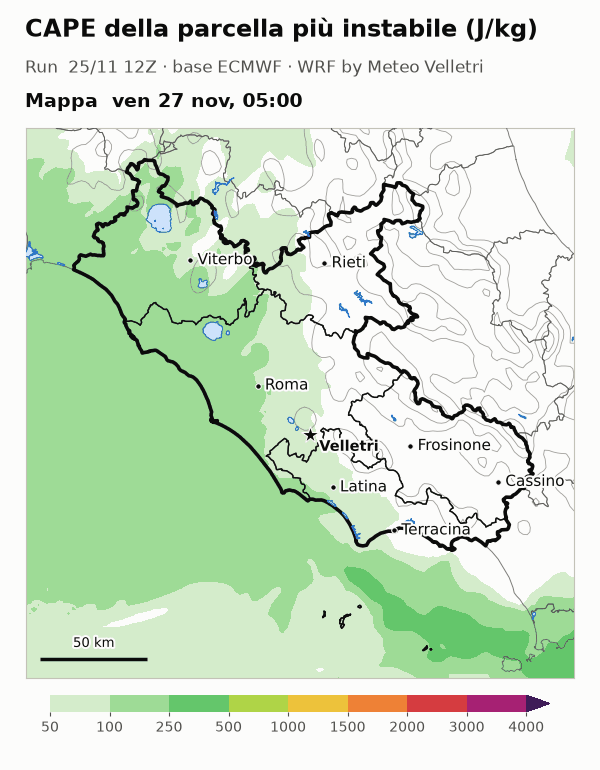 CAPE della parcella più instabile (J/kg)
Run  25/11 12Z · base ECMWF · WRF by Meteo Velletri
Mappa  ven 27 nov, 05:00
Viterbo
Rieti
Roma
Velletri
Frosinone
Latina
Cassino
Terracina
50 km
50 100 250 500 1000 1500 2000 3000 4000